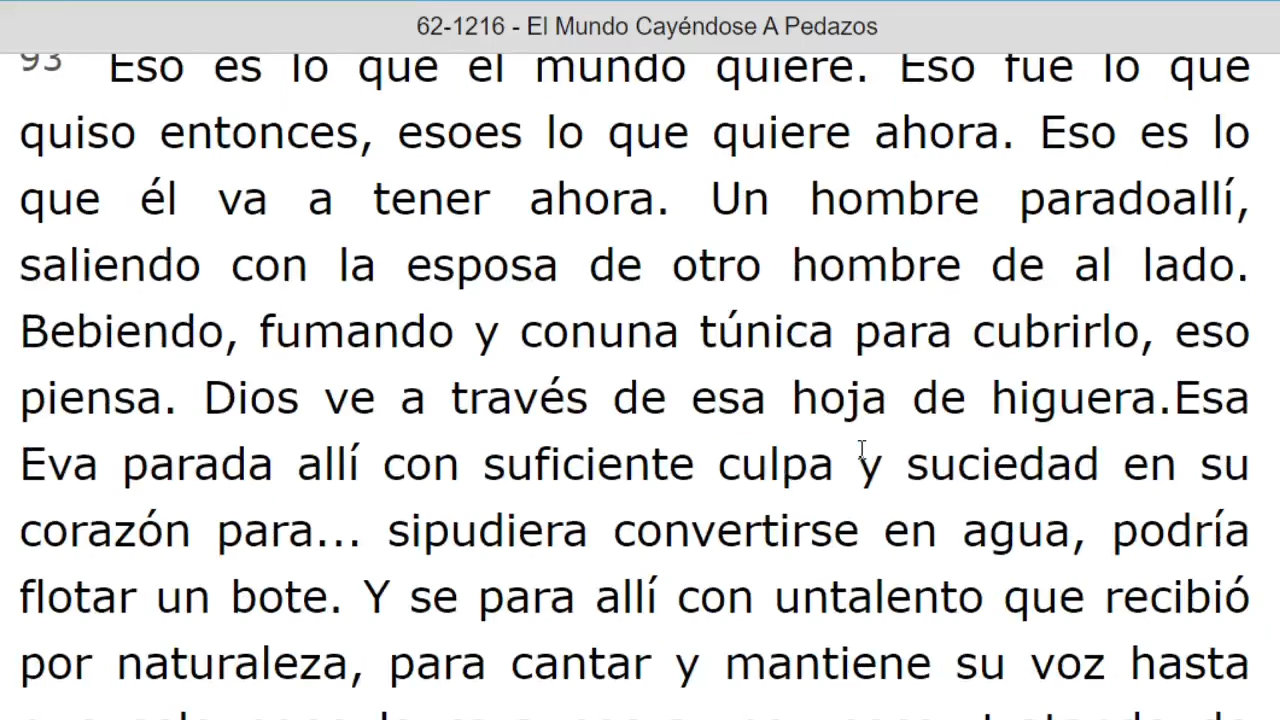 62-1216 - El Mundo Cayéndose A Pedazos
93 Eso es lo que el mundo quiere. Eso fue lo que
quiso entonces, esoes lo que quiere ahora. Eso es lo
que él va a tener ahora. Un hombre paradoallí,
saliendo con la esposa de otro hombre de al lado.
Bebiendo, fumando y conuna túnica para cubrirlo, eso
piensa. Dios ve a través de esa hoja de higuera.Esa
Eva parada allí con suficiente culpa y suciedad en su
corazón para... sipudiera convertirse en agua, podría
flotar un bote. Y se para allí con untalento que recibió
por naturaleza, para cantar y mantiene su voz hasta